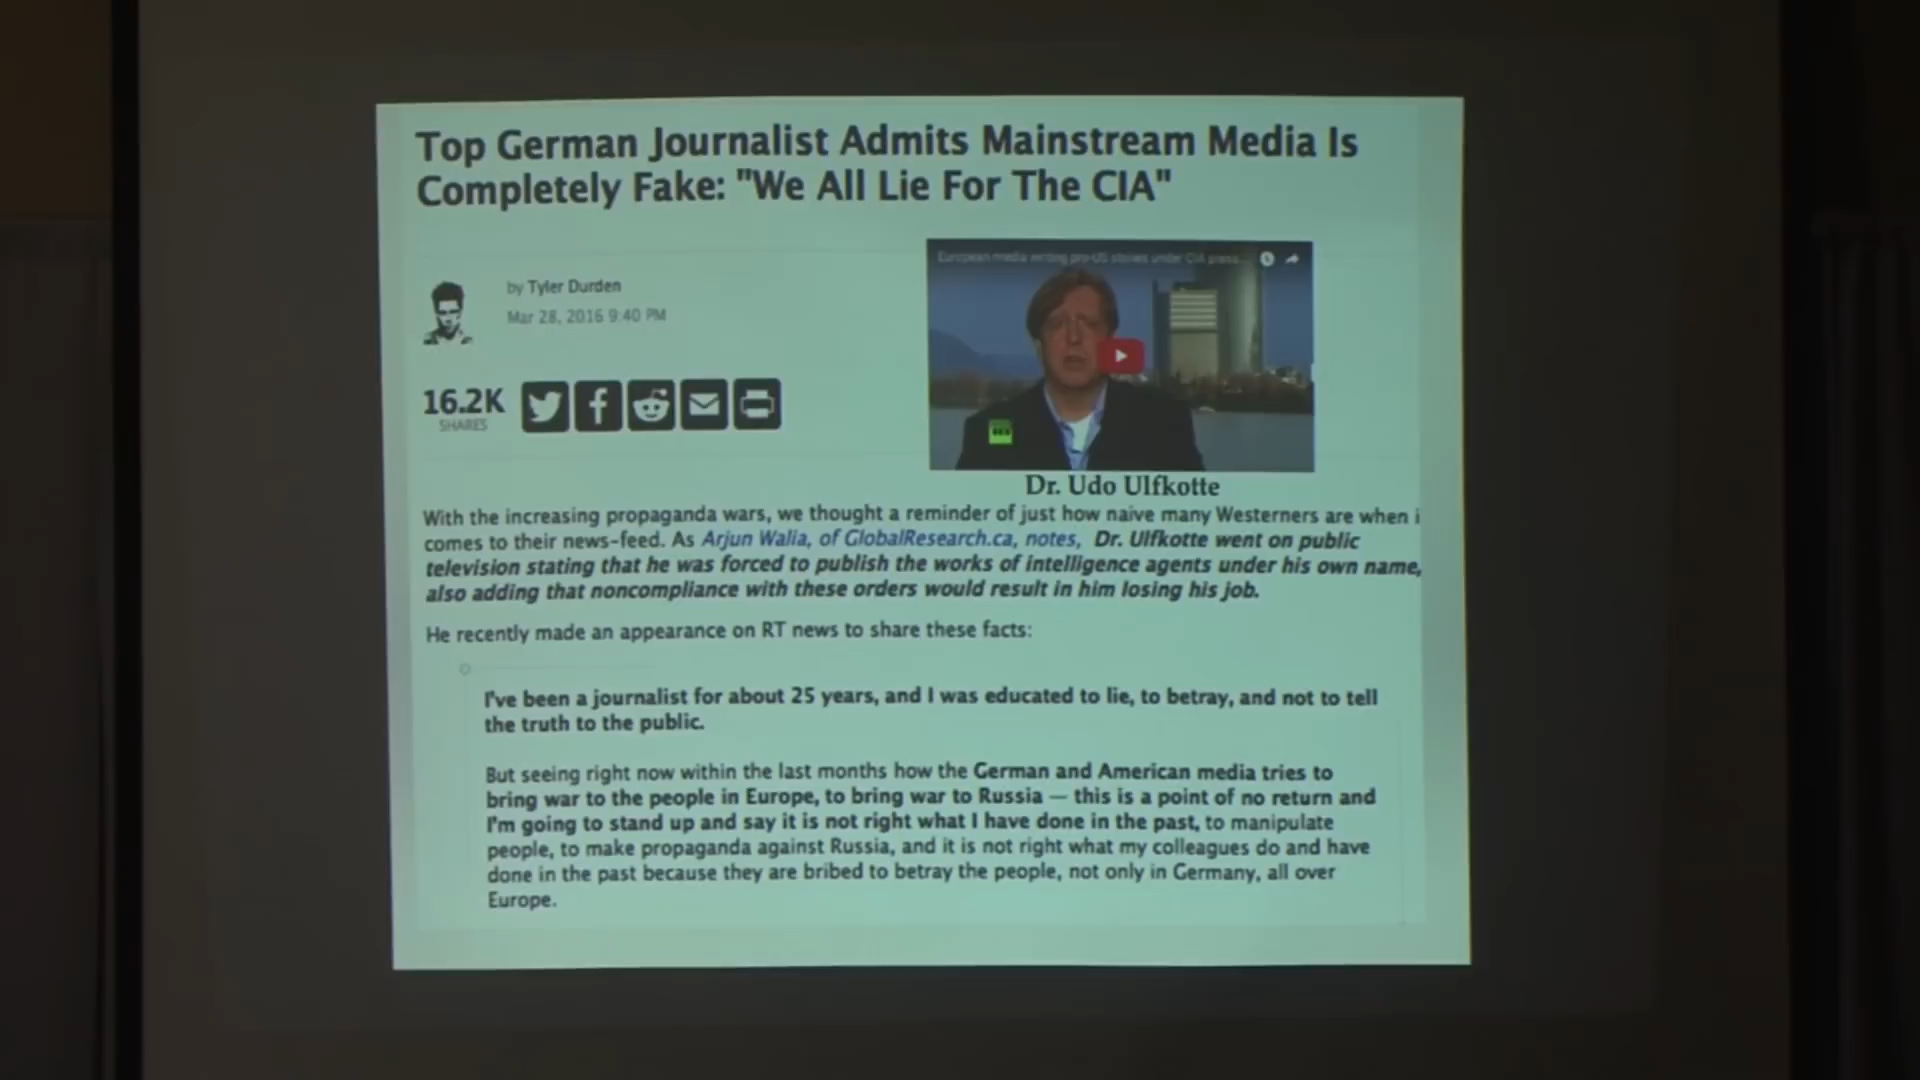 Top German Journalist Admits Mainstream Media Is
Completely Fake: "We All Lie For The CIA"
by Tyler Durden
Mar 28, 2016 9:40 PM
16.2K
SHARES
European media writing pro-US stories under CIA press...
Dr. Udo Ulfkotte
With the increasing propaganda wars, we thought a reminder of just how naive many Westerners are when i
comes to their news-feed. As Arjun Walia, of GlobalResearch.ca, notes, Dr. Ulfkotte went on public
television stating that he was forced to publish the works of intelligence agents under his own name,
also adding that noncompliance with these orders would result in him losing his job.
He recently made an appearance on RT news to share these facts:
I've been a journalist for about 25 years, and I was educated to lie, to betray, and not to tell
the truth to the public.
But seeing right now within the last months how the German and American media tries to
bring war to the people in Europe, to bring war to Russia — this is a point of no return and
I'm going to stand up and say it is not right what I have done in the past, to manipulate
people, to make propaganda against Russia, and it is not right what my colleagues do and have
done in the past because they are bribed to betray the people, not only in Germany, all over
Europe.